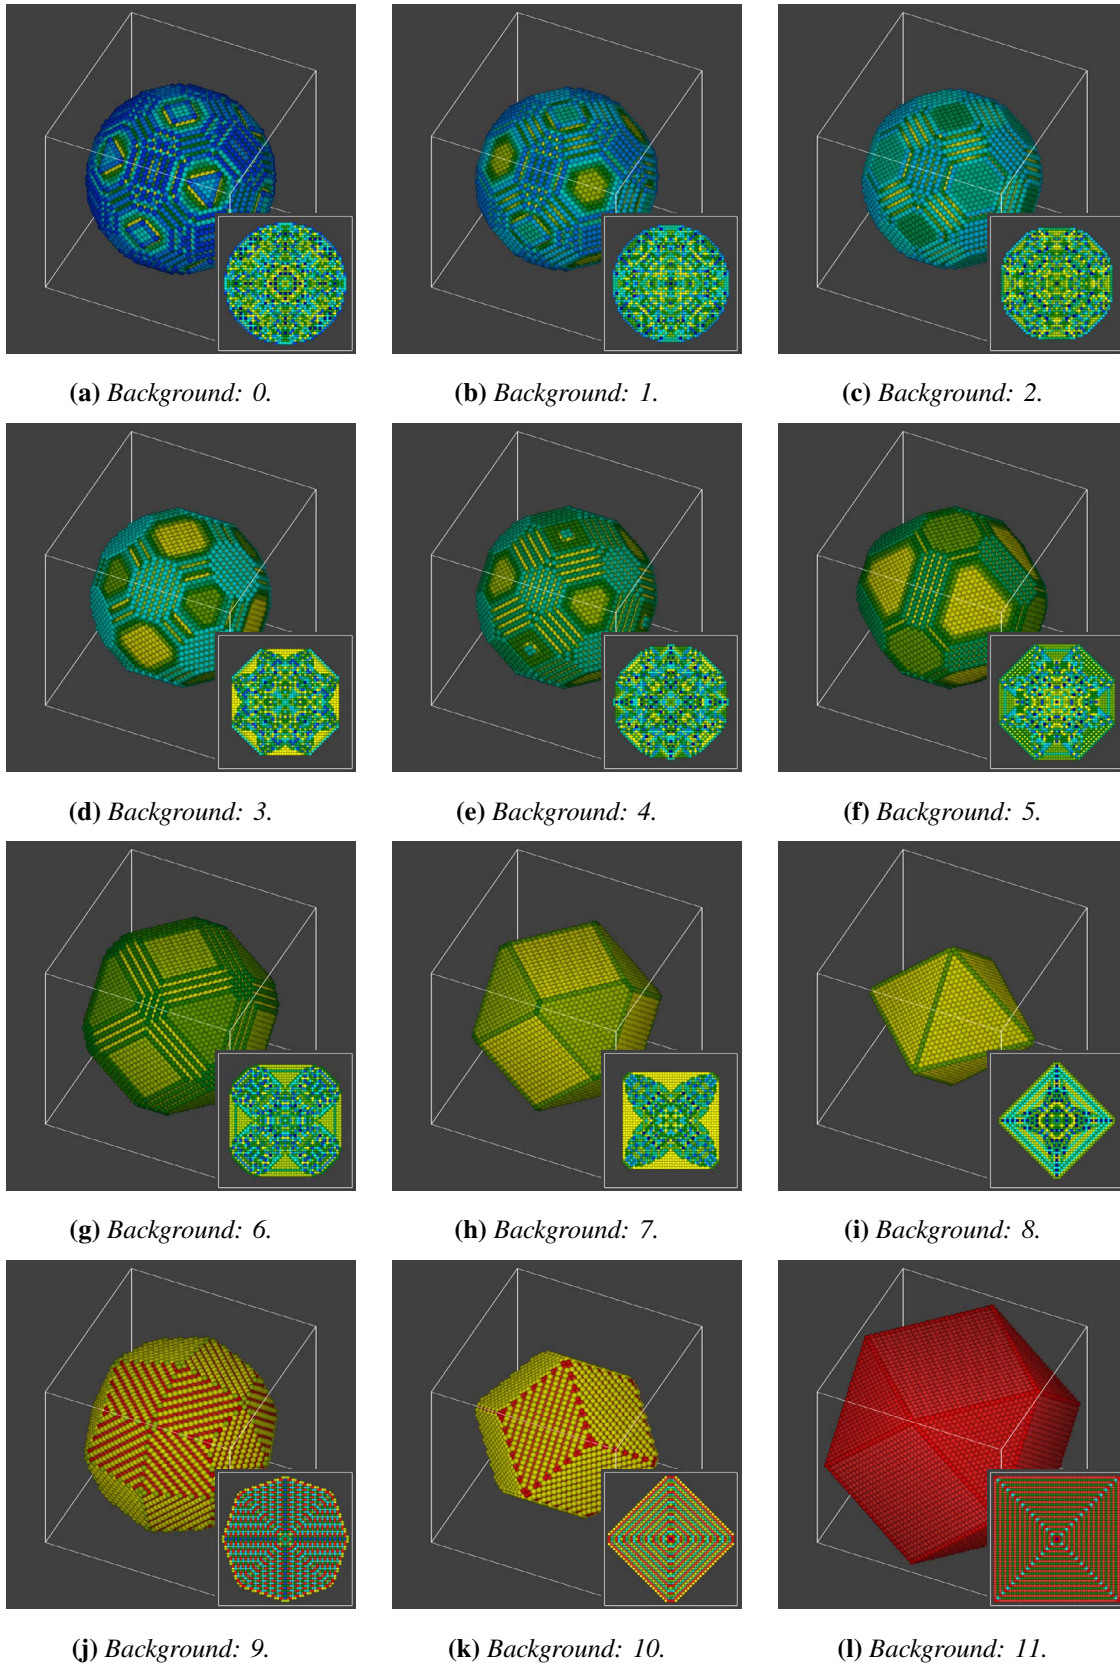 (a) Background: 0.
(b) Background: 1.
(c) Background: 2.
(d) Background: 3.
(e) Background: 4.
(f) Background: 5.
(g) Background: 6.
(h) Background: 7.
(i) Background: 8.
(j) Background: 9.
(k) Background: 10.
(l) Background: 11.